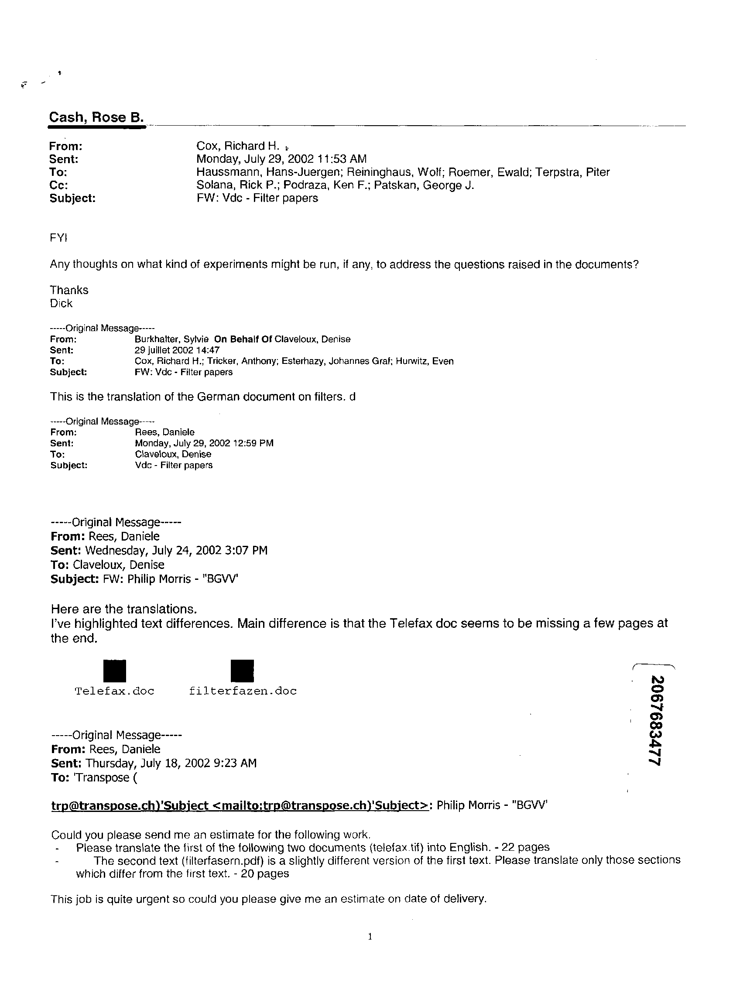 Cash, Rose B.
From: Cox, Richard H.
Sent: Monday, July 29, 2002 11:53 AM
To: Haussmann, Hans-Juergen; Reininghaus, Wolf; Roemer, Ewald; Terpstra, Piter
Cc: Solana, Rick P.; Podraza, Ken F.; Patskan, George J.
Subject: FW: Vdc - Filter papers
FYI
Any thoughts on what kind of experiments might be run, if any, to address the questions raised in the documents?
Thanks
Dick
-----Original Message-----
From: Burkhalter, Sylvie On Behalf Of Claveloux, Denise
Sent: 29 juillet 2002 14:47
To: Cox, Richard H.; Tricker, Anthony; Esterhazy, Johannes Graf; Hurwitz, Even
Subject: FW: Vdc - Filter papers
This is the translation of the German document on filters. d
-----Original Message-----
From: Rees, Daniele
Sent: Monday, July 29, 2002 12:59 PM
To: Claveloux, Denise
Subject: Vdc - Filter papers
-----Original Message-----
From: Rees, Daniele
Sent: Wednesday, July 24, 2002 3:07 PM
To: Claveloux, Denise
Subject: FW: Philip Morris - "BGVV"
Here are the translations.
I've highlighted text differences. Main difference is that the Telefax doc seems to be missing a few pages at
the end.
Telefax.doc filterfazen.doc
2067683477
-----Original Message-----
From: Rees, Daniele
Sent: Thursday, July 18, 2002 9:23 AM
To: 'Transpose (
trp@transpose.ch)'Subject <mailto:trp@transpose.ch)'Subject>: Philip Morris - "BGVV"
Could you please send me an estimate for the following work.
- Please translate the first of the following two documents (telefax.tif) into English. - 22 pages
- The second text (filterfasern.pdf) is a slightly different version of the first text. Please translate only those sections
which differ from the first text. - 20 pages
This job is quite urgent so could you please give me an estimate on date of delivery.
1